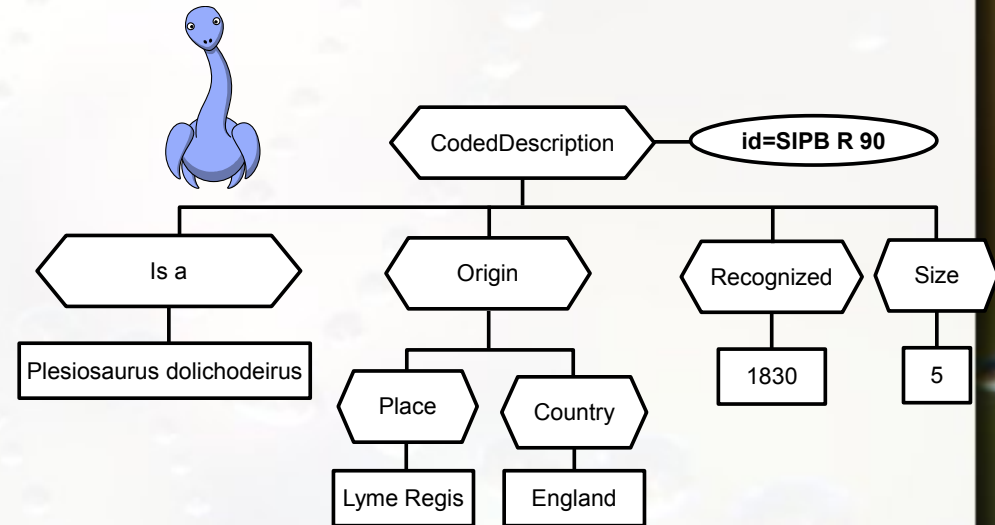 CodedDescription
id=SIPB R 90
Is a
Origin
Recognized
Size
Plesiosaurus dolichodeirus
1830
5
Place
Country
Lyme Regis
England